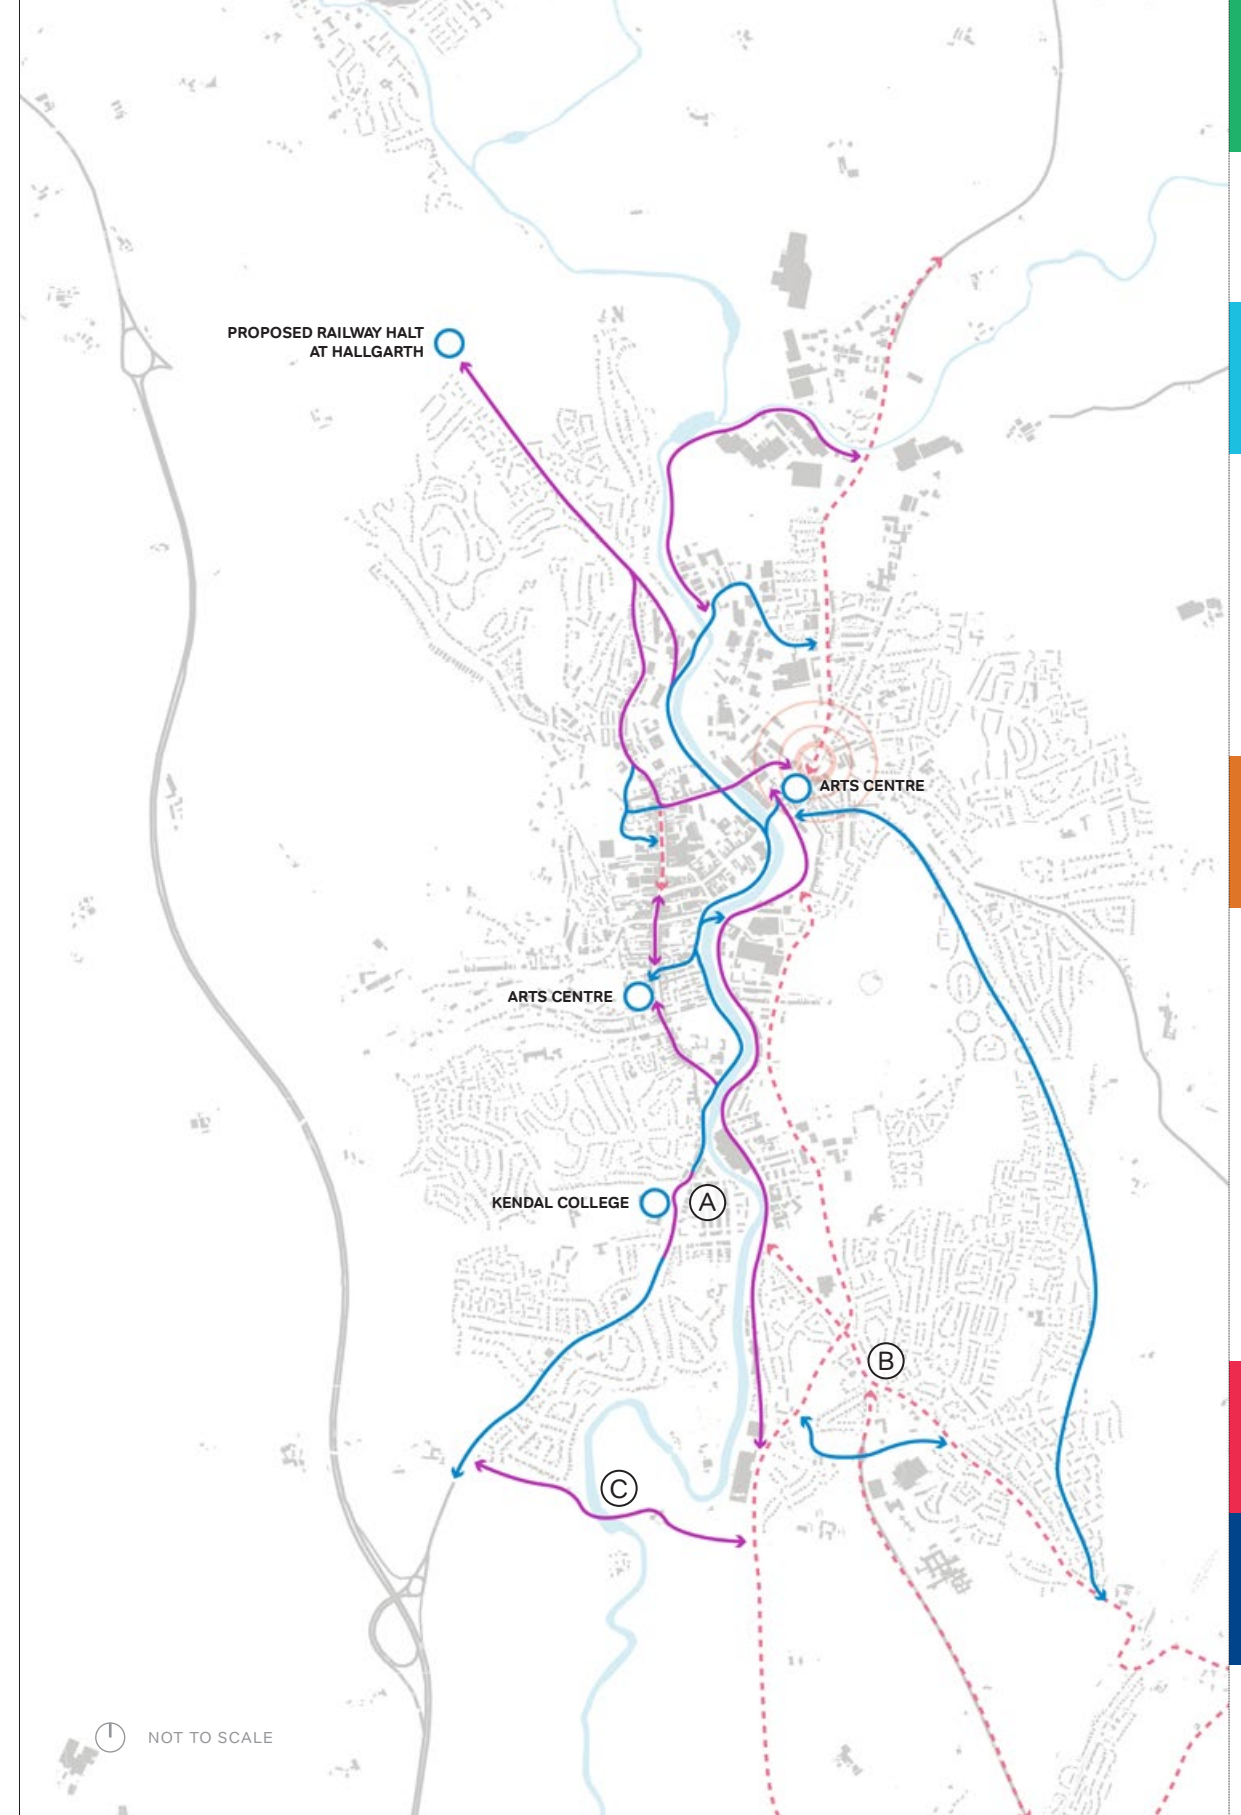 PROPOSED RAILWAY HALT
AT HALLGARTH
ARTS CENTRE
ARTS CENTRE
KENDAL COLLEGE
A
B
C
NOT TO SCALE